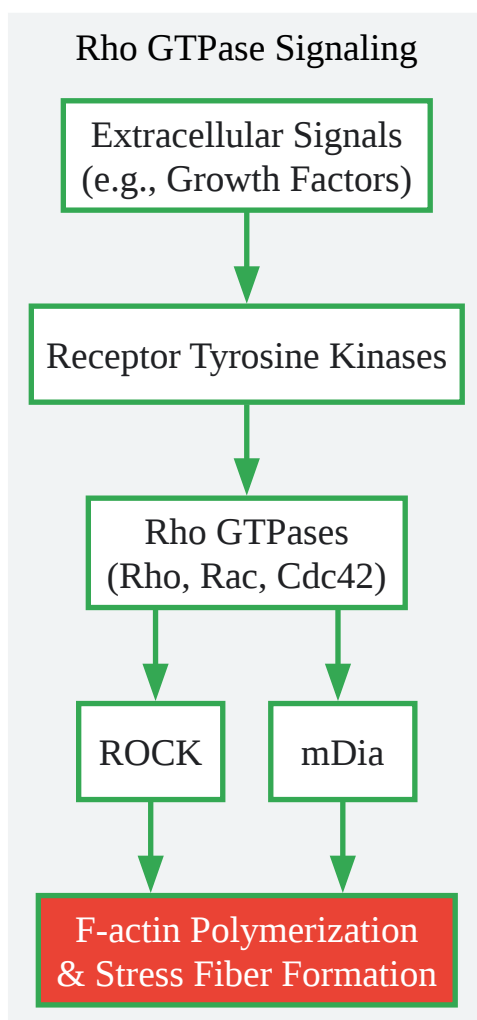 Rho GTPase Signaling
Extracellular Signals
(e.g., Growth Factors)
Receptor Tyrosine Kinases
Rho GTPases
(Rho, Rac, Cdc42)
ROCK
mDia
F-actin Polymerization
& Stress Fiber Formation